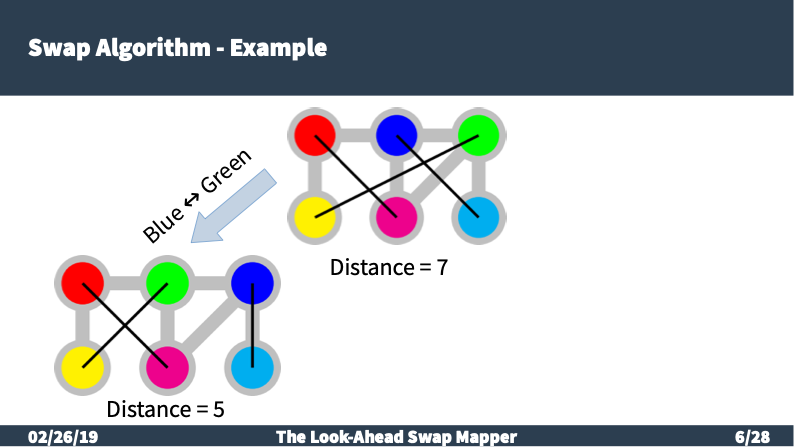 Swap Algorithm - Example
Blue ↔ Green
Distance = 7
Distance = 5
02/26/19
The Look-Ahead Swap Mapper
6/28